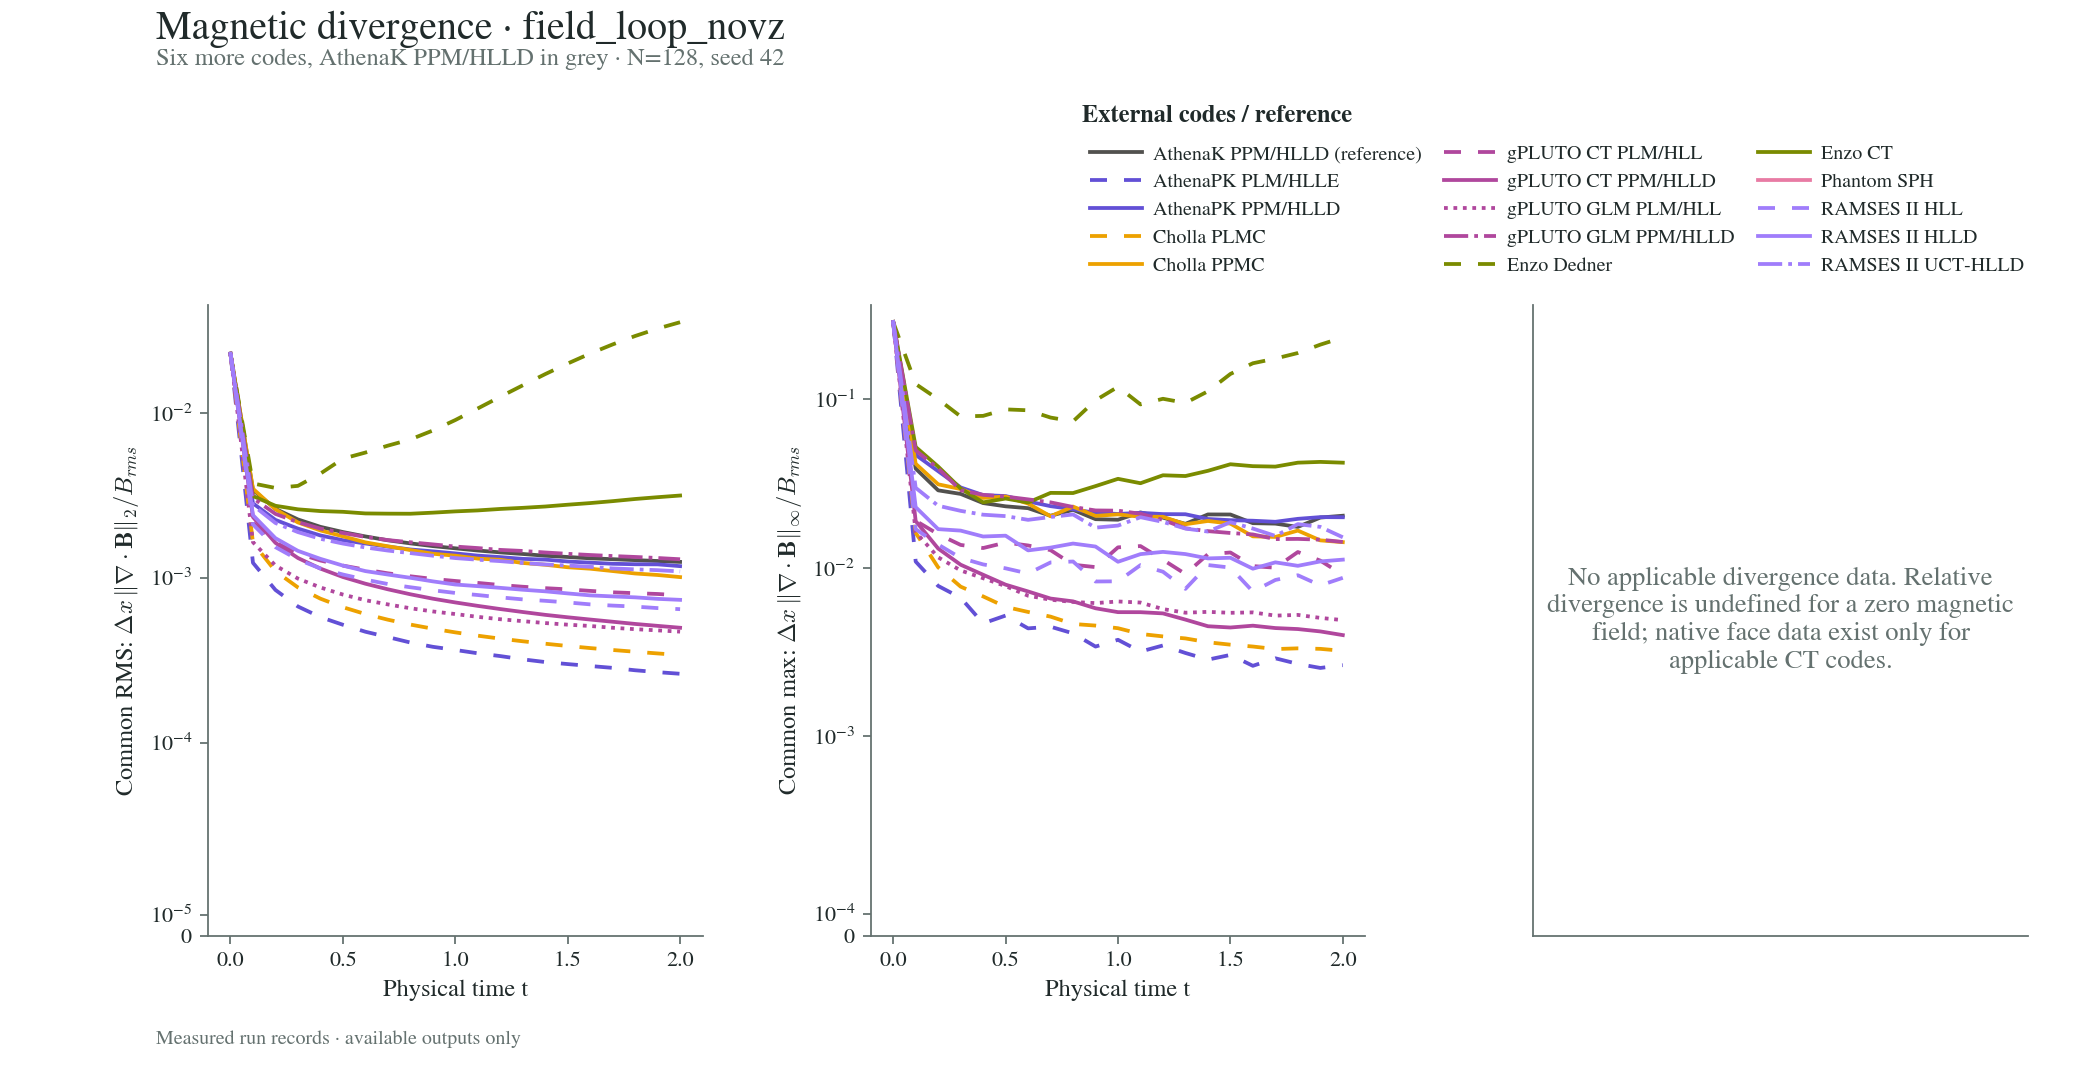 Magnetic divergence · field_loop_novz
Six more codes, AthenaK PPM/HLLD in grey · N=128, seed 42
External codes / reference
AthenaK PPM/HLLD (reference)
AthenaPK PLM/HLLE
AthenaPK PPM/HLLD
Cholla PLMC
Cholla PPMC
gPLUTO CT PLM/HLL
gPLUTO CT PPM/HLLD
gPLUTO GLM PLM/HLL
gPLUTO GLM PPM/HLLD
Enzo Dedner
Enzo CT
Phantom SPH
RAMSES II HLL
RAMSES II HLLD
RAMSES II UCT-HLLD
Common RMS: Δx ‖∇ · B‖₂/B_rms
10⁻²
10⁻³
10⁻⁴
10⁻⁵
0
0.0 0.5 1.0 1.5 2.0
Physical time t
Common max: Δx ‖∇ · B‖∞/B_rms
10⁻¹
10⁻²
10⁻³
10⁻⁴
0
0.0 0.5 1.0 1.5 2.0
Physical time t
No applicable divergence data. Relative
divergence is undefined for a zero magnetic
field; native face data exist only for
applicable CT codes.
Measured run records · available outputs only